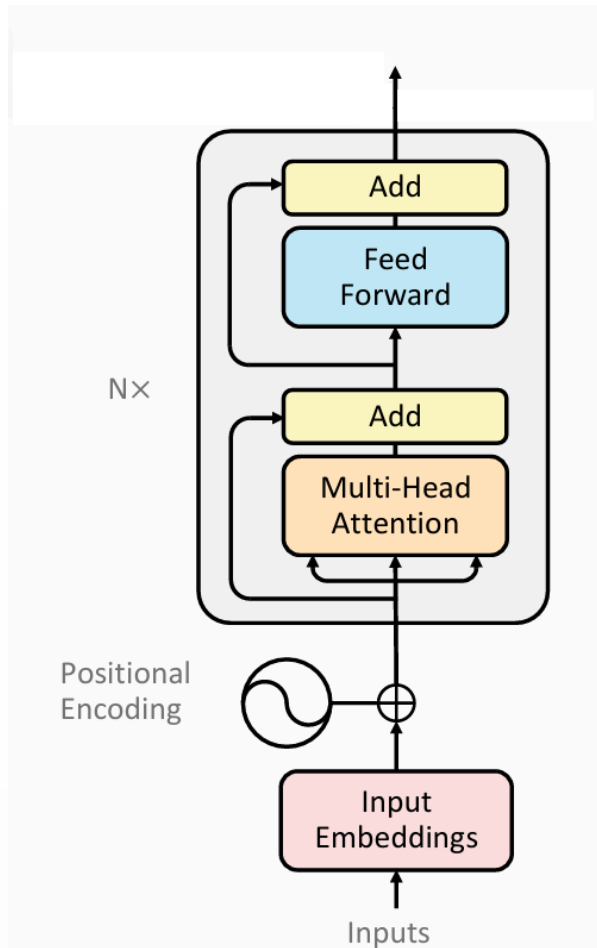 Add
Feed
Forward
N×
Add
Multi-Head
Attention
Positional
Encoding
Input
Embeddings
Inputs